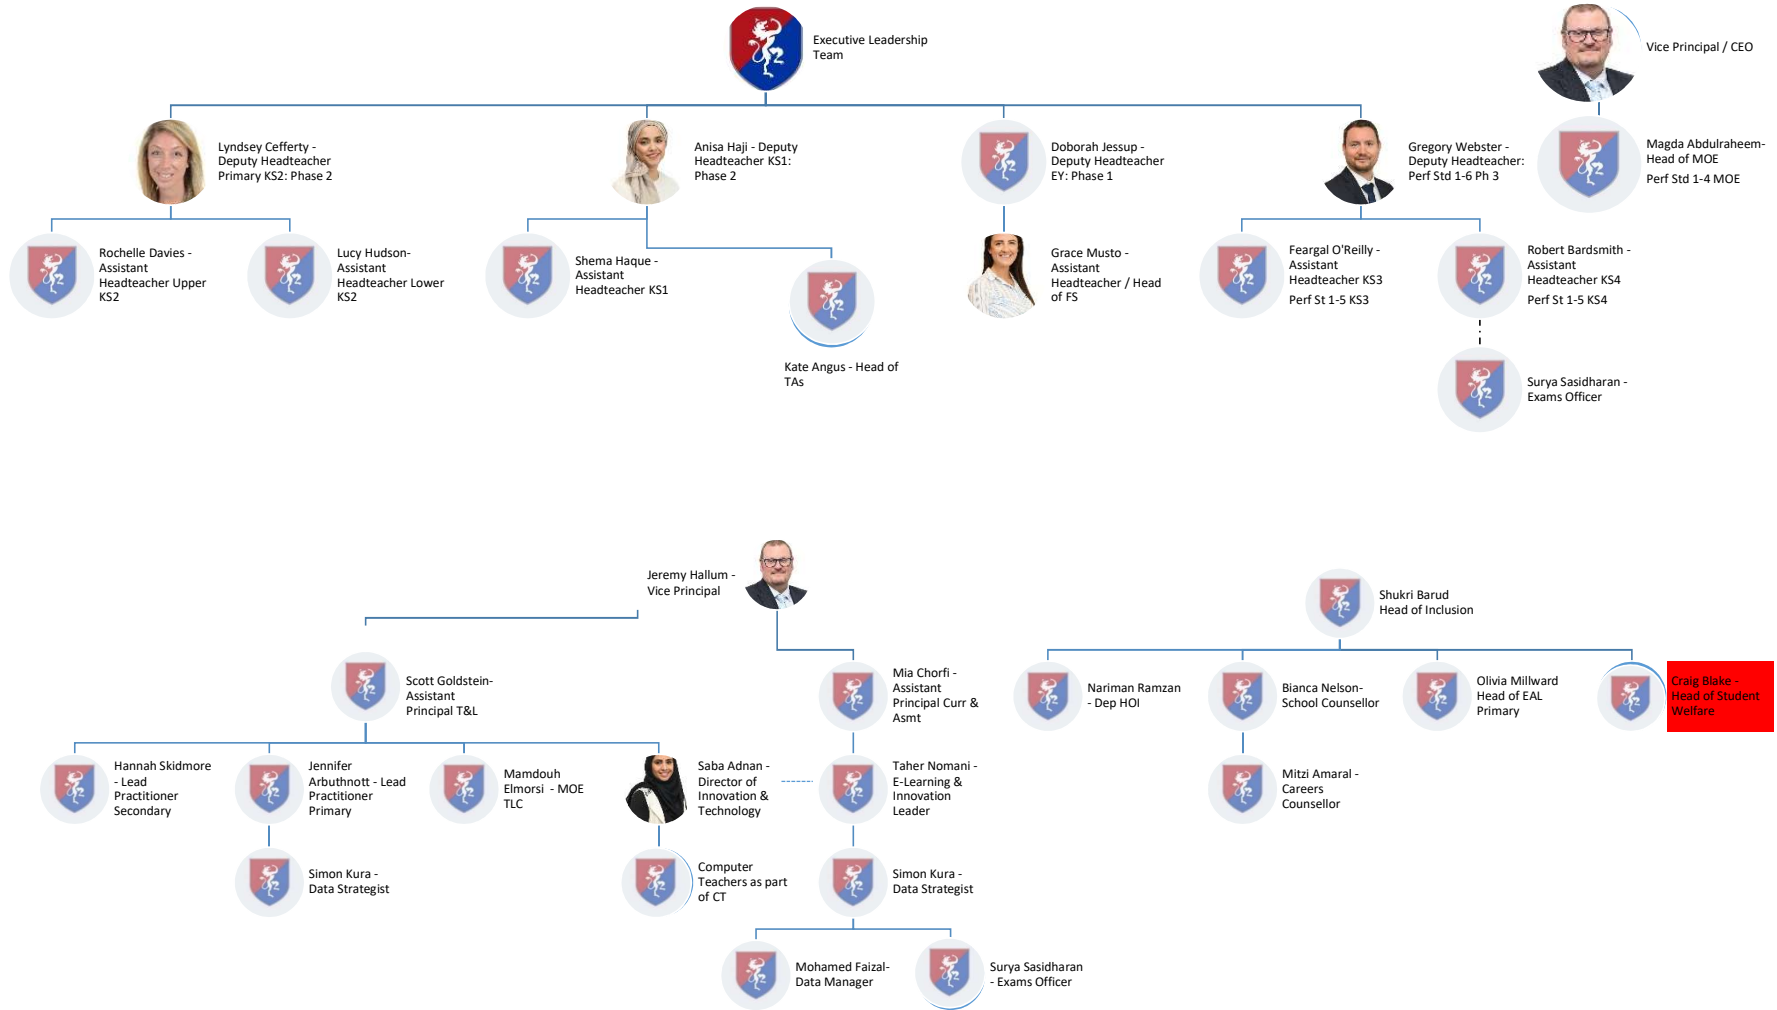 Executive Leadership
Team
Vice Principal / CEO
Lyndsey Cefferty -
Deputy Headteacher
Primary KS2: Phase 2
Anisa Haji - Deputy
Headteacher KS1:
Phase 2
Doborah Jessup -
Deputy Headteacher
EY: Phase 1
Gregory Webster -
Deputy Headteacher:
Perf Std 1-6 Ph 3
Magda Abdulraheem-
Head of MOE
Perf Std 1-4 MOE
Rochelle Davies -
Assistant
Headteacher Upper
KS2
Lucy Hudson-
Assistant
Headteacher Lower
KS2
Shema Haque -
Assistant
Headteacher KS1
Kate Angus - Head of
TAs
Grace Musto -
Assistant
Headteacher / Head
of FS
Feargal O'Reilly -
Assistant
Headteacher KS3
Perf St 1-5 KS3
Robert Bardsmith -
Assistant
Headteacher KS4
Perf St 1-5 KS4
Surya Sasidharan -
Exams Officer
Jeremy Hallum -
Vice Principal
Scott Goldstein-
Assistant
Principal T&L
Mia Chorfi -
Assistant
Principal Curr &
Asmt
Hannah Skidmore
- Lead
Practitioner
Secondary
Jennifer
Arbuthnott - Lead
Practitioner
Primary
Mamdouh
Elmorsi - MOE
TLC
Saba Adnan -
Director of
Innovation &
Technology
Taher Nomani -
E-Learning &
Innovation
Leader
Simon Kura -
Data Strategist
Computer
Teachers as part
of CT
Simon Kura -
Data Strategist
Mohamed Faizal-
Data Manager
Surya Sasidharan
- Exams Officer
Shukri Barud
Head of Inclusion
Nariman Ramzan
- Dep HOI
Bianca Nelson-
School Counsellor
Olivia Millward
Head of EAL
Primary
Craig Blake -
Head of Student
Welfare
Mitzi Amaral -
Careers
Counsellor